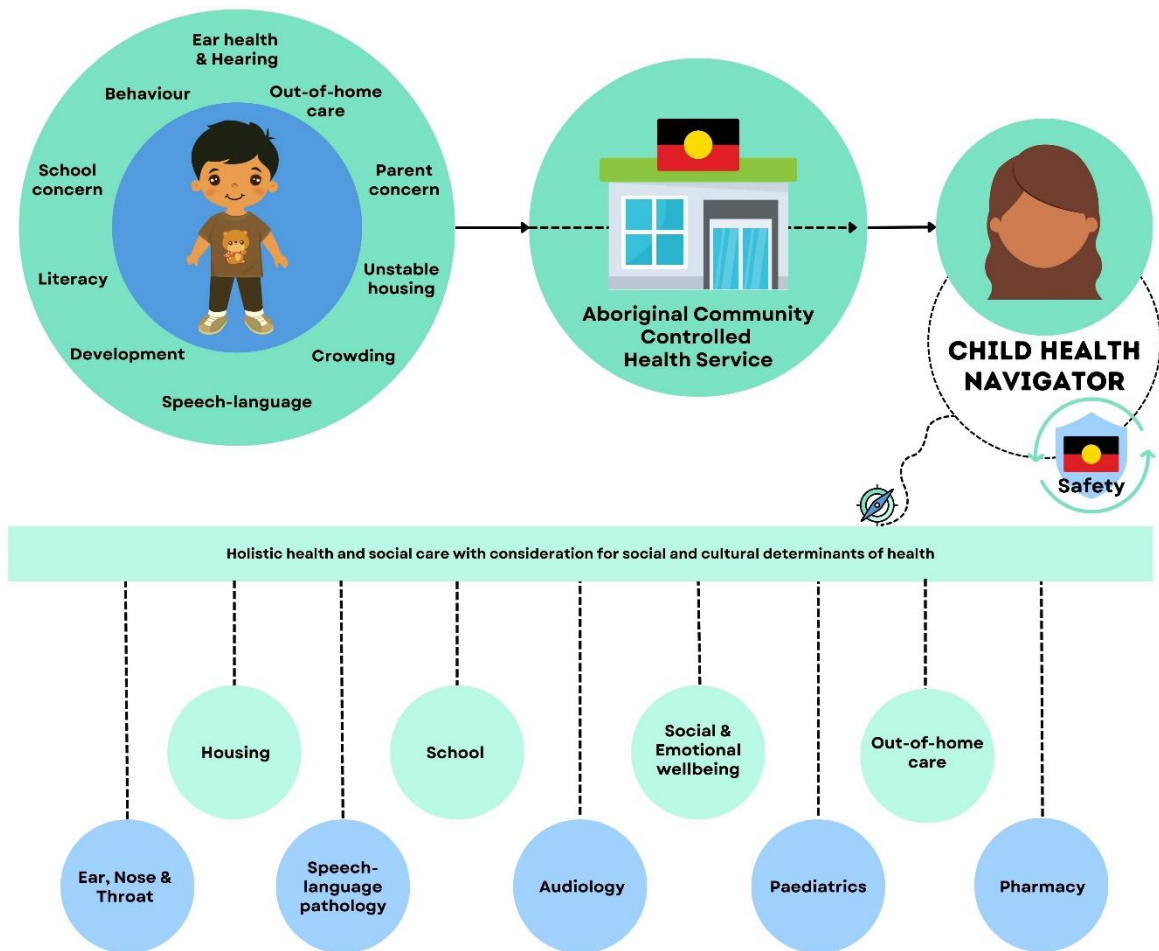 Ear health
& Hearing
Behaviour
Out-of-home
care
School
concern
Parent
concern
Literacy
Unstable
housing
Development
Crowding
Speech-language
Aboriginal Community
Controlled
Health Service
CHILD HEALTH
NAVIGATOR
Safety
Holistic health and social care with consideration for social and cultural determinants of health
Housing
School
Social &
Emotional
wellbeing
Out-of-home
care
Ear, Nose &
Throat
Speech-
language
pathology
Audiology
Paediatrics
Pharmacy